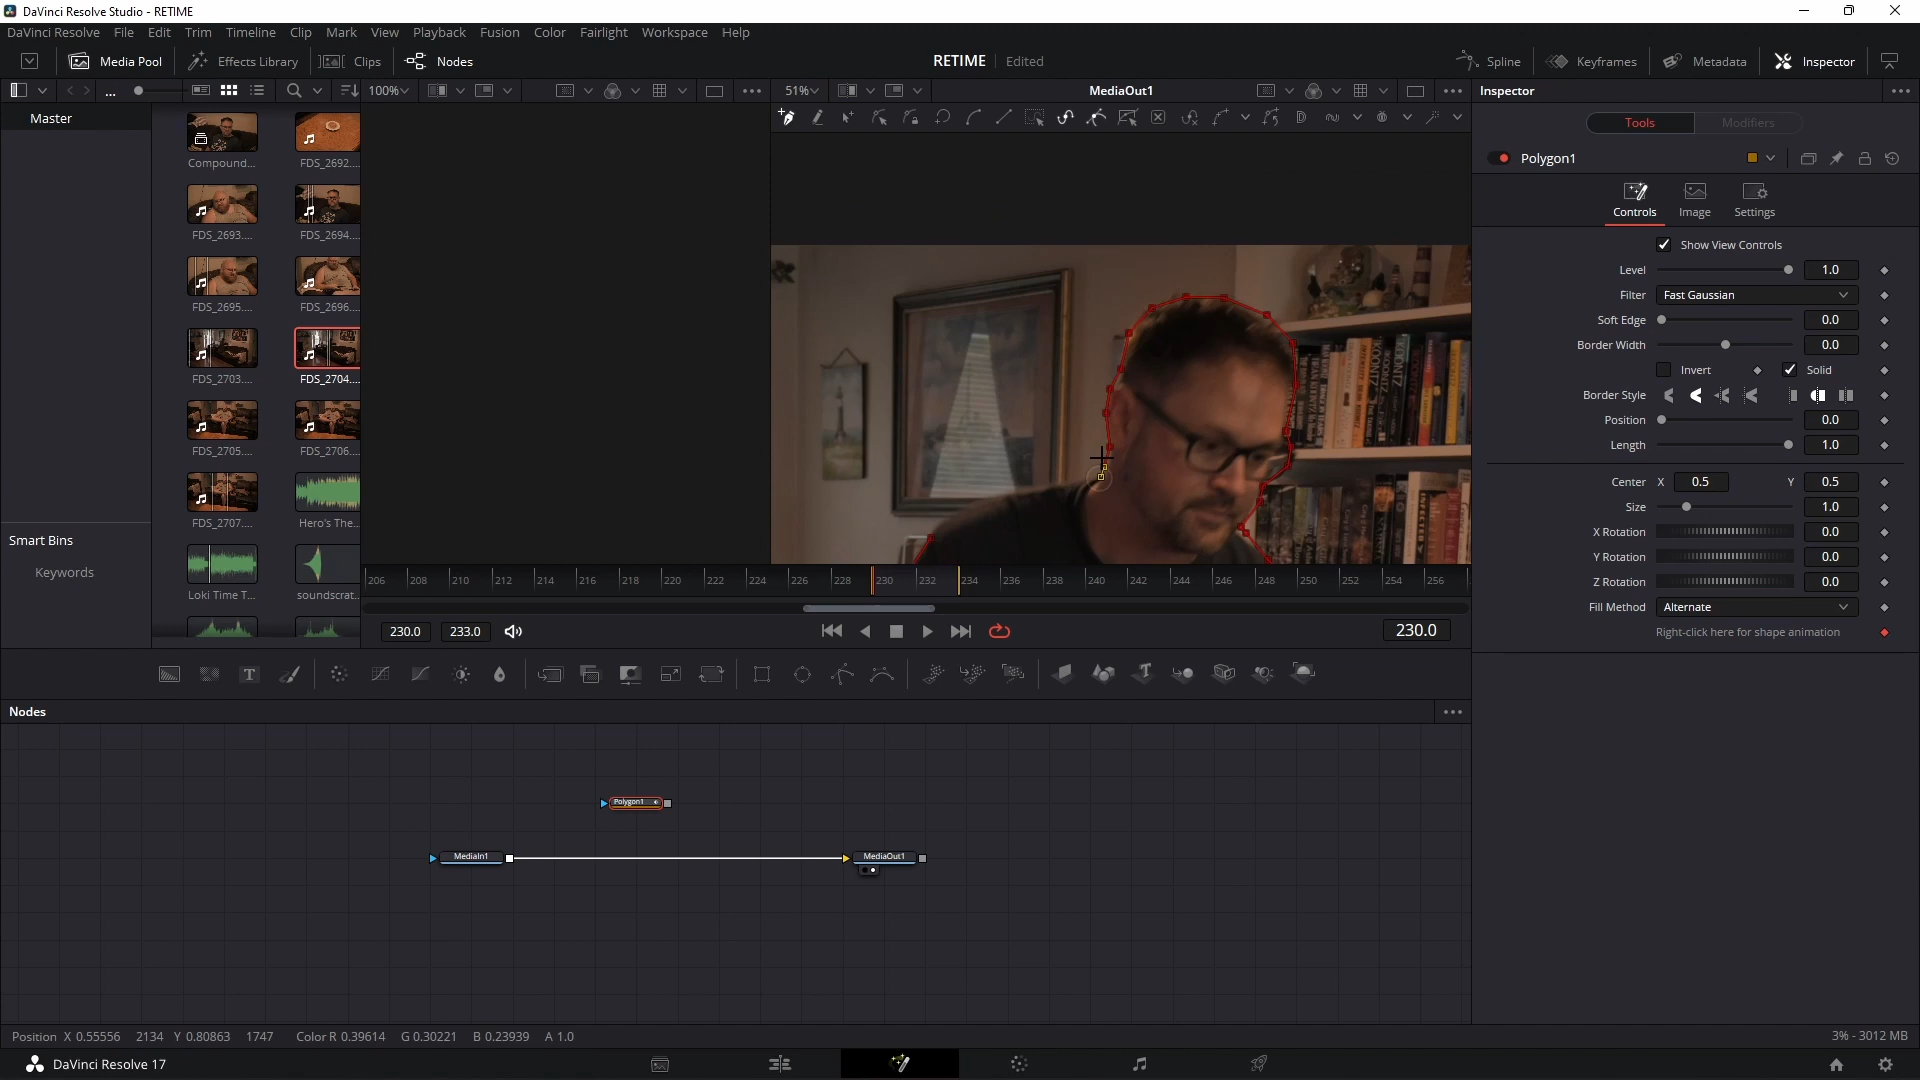 DaVinci Resolve Studio - RETIME
DaVinci Resolve File Edit Trim Timeline Clip Mark View Playback Fusion Color Fairlight Workspace Help
Media Pool Effects Library Clips Nodes RETIME Edited Spline Keyframes Metadata Inspector
... 100% 51% MediaOut1 Inspector
Master
Tools Modifiers
Compound... FDS_2692....
Polygon1
FDS_2693.... FDS_2694....
Controls Image Settings
Show View Controls
Level 1.0
Filter Fast Gaussian
FDS_2695.... FDS_2696....
Soft Edge 0.0
Border Width 0.0
Invert Solid
FDS_2703.... FDS_2704....
Border Style
Position 0.0
FDS_2705.... FDS_2706....
Length 1.0
Center X 0.5 Y 0.5
Size 1.0
FDS_2707.... Hero's The...
X Rotation 0.0
Smart Bins
Y Rotation 0.0
Keywords
Z Rotation 0.0
206 208 210 212 214 216 218 220 222 224 226 228 230 232 234 236 238 240 242 244 246 248 250 252 254 256
Loki Time T... soundscrat...
Fill Method Alternate
230.0 233.0 230.0
Right-click here for shape animation
Nodes
Polygon1
MediaIn1 MediaOut1
Position X 0.55556 2134 Y 0.80863 1747 Color R 0.39614 G 0.30221 B 0.23939 A 1.0 3% - 3012 MB
DaVinci Resolve 17
KOONTZ